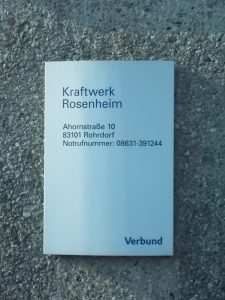 Kraftwerk
Rosenheim
Ahornstraße 10
83101 Rohrdorf
Notrufnummer: 08631-391244
Verbund